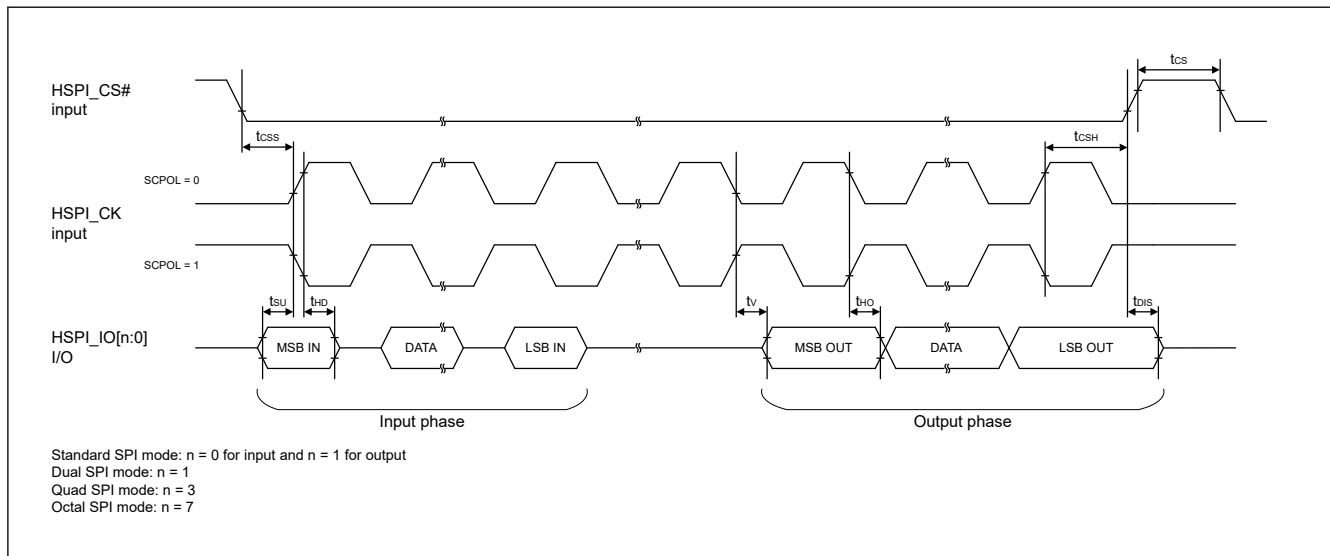 HSPI_CS#
input
tcs
tcss
tCSH
SCPOL = 0
HSPI_CK
input
SCPOL = 1
tSU
tHD
tV
tHO
tDIS
HSPI_IO[n:0]
I/O
MSB IN
DATA
LSB IN
MSB OUT
DATA
LSB OUT
Input phase
Output phase
Standard SPI mode: n = 0 for input and n = 1 for output
Dual SPI mode: n = 1
Quad SPI mode: n = 3
Octal SPI mode: n = 7